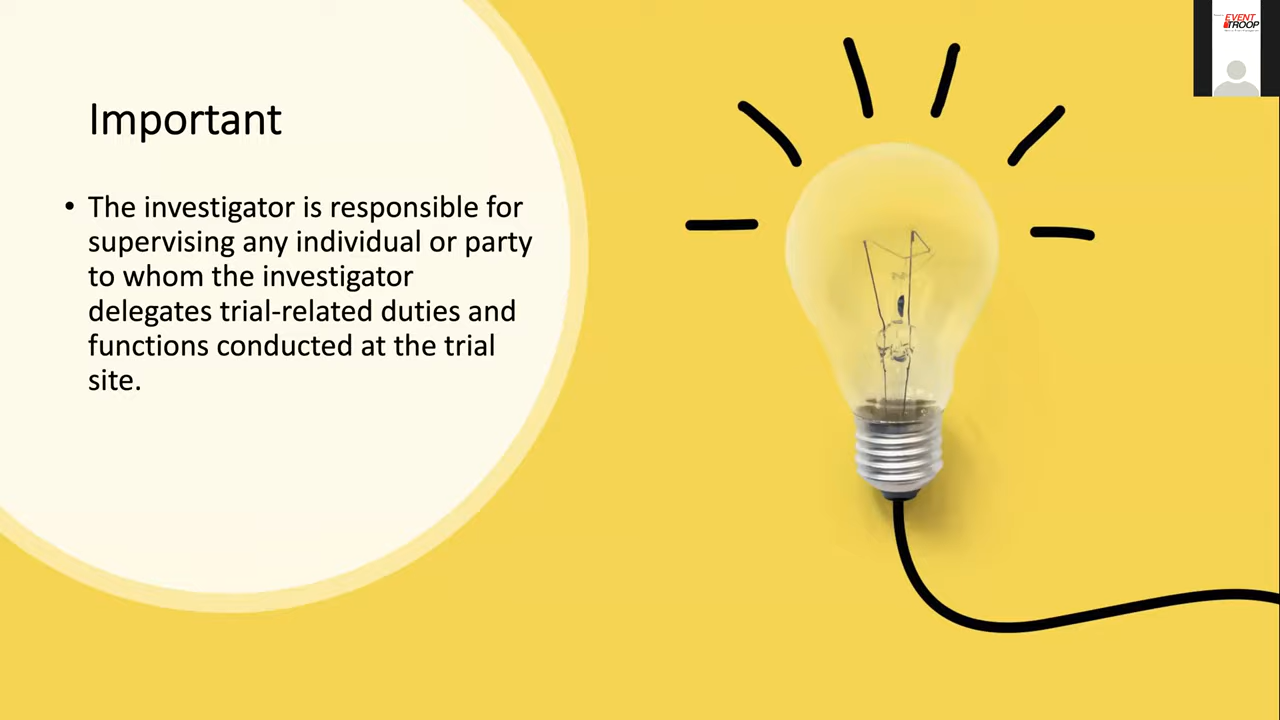 Important
• The investigator is responsible for
supervising any individual or party
to whom the investigator
delegates trial-related duties and
functions conducted at the trial
site.
EVENT
TROOP